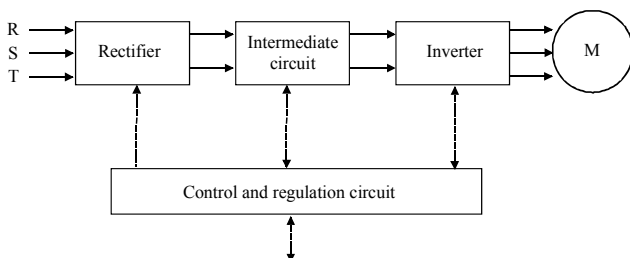 R
S
T
Rectifier
Intermediate
circuit
Inverter
M
Control and regulation circuit